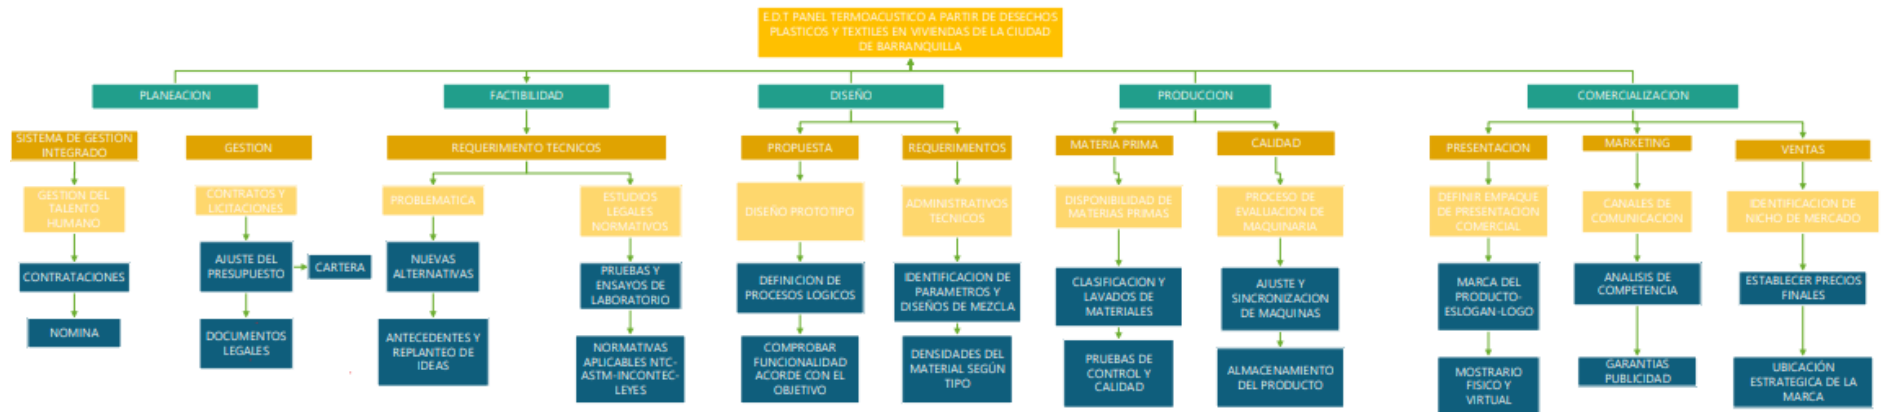 E.D.T PANEL TERMOACUSTICO A PARTIR DE DESECHOS
PLASTICOS Y TEXTILES EN VIVIENDAS DE LA CIUDAD
DE BARRANQUILLA
PLANEACION
FACTIBILIDAD
DISEÑO
PRODUCCION
COMERCIALIZACION
SISTEMA DE GESTIÓN
INTEGRADO
GESTION
REQUERIMIENTO TECNICOS
PROPUESTA
REQUERIMIENTOS
MATERIA PRIMA
CALIDAD
PRESENTACION
MARKETING
VENTAS
GESTION DEL
TALENTO
HUMANO
CONTRATOS Y
LICITACIONES
PROBLEMATICA
ESTUDIOS
LEGALES
NORMATIVOS
DISEÑO PROTOTIPO
ADMINISTRATIVOS
TECNICOS
DISPONIBILIDAD DE
MATERIAS PRIMAS
PROCESO DE
EVALUACION DE
MAQUINARIA
DEFINIR EMPAQUE
DE PRESENTACION
COMERCIAL
CANALES DE
COMUNICACION
IDENTIFICACION DE
NICHO DE MERCADO
CONTRATACIONES
AJUSTE DEL
PRESUPUESTO
CARTERA
NUEVAS
ALTERNATIVAS
PRUEBAS Y
ENSAYOS DE
LABORATORIO
DEFINICION DE
PROCESOS LOGICOS
IDENTIFICACION DE
PARAMETROS Y
DISEÑOS DE MEZCLA
CLASIFICACION Y
LAVADOS DE
MATERIALES
AJUSTE Y
SINCRONIZACION
DE MAQUINAS
MARCA DEL
PRODUCTO-
ESLOGAN-LOGO
ANALISIS DE
COMPETENCIA
ESTABLECER PRECIOS
FINALES
NOMINA
DOCUMENTOS
LEGALES
ANTECEDENTES Y
REPLANTEO DE
IDEAS
NORMATIVAS
APLICABLES NTC-
ASTM-INCONTEC-
LEYES
COMPROBAR
FUNCIONALIDAD
ACORDE CON EL
OBJETIVO
DENSIDADES DEL
MATERIAL SEGÚN
TIPO
PRUEBAS DE
CONTROL Y
CALIDAD
ALMACENAMIENTO
DEL PRODUCTO
MOSTRARIO
FISICO Y
VIRTUAL
GARANTIAS
PUBLICIDAD
UBICACIÓN
ESTRATEGICA DE LA
MARCA